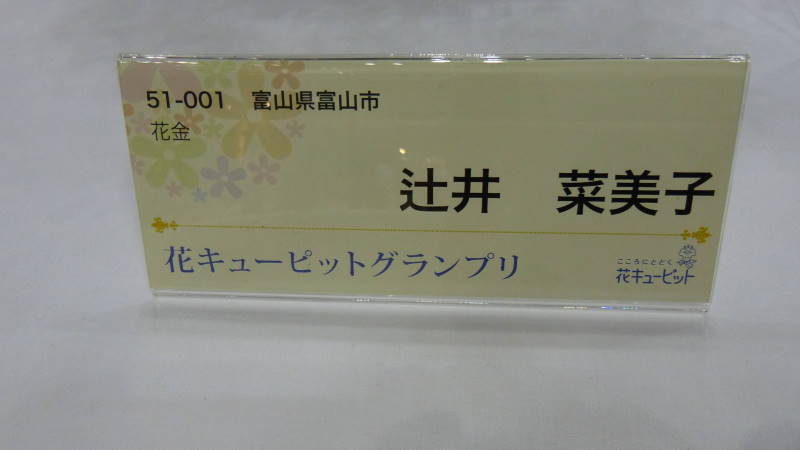 51-001　富山県富山市
花金
辻井　菜美子
花キューピットグランプリ
こころにとどく
花キューピット